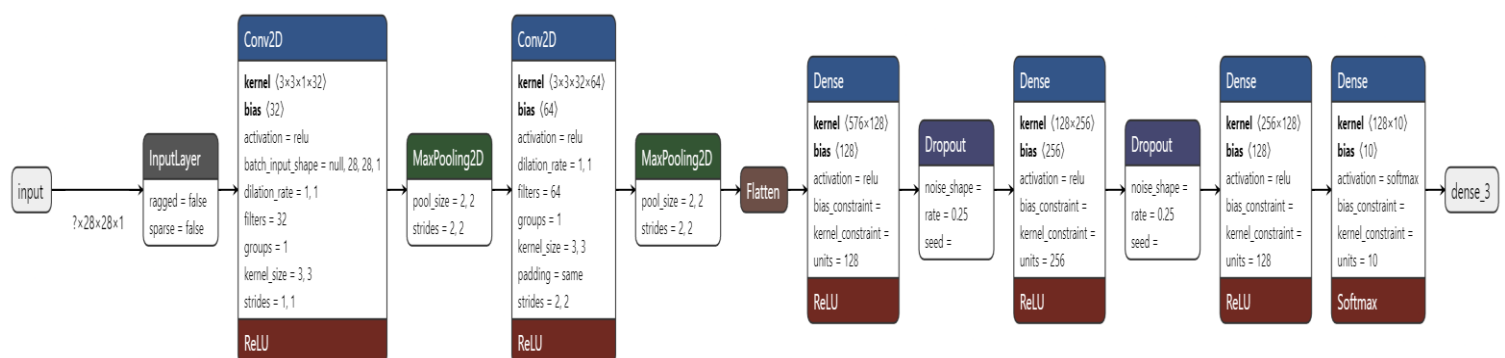 input
?×28×28×1
InputLayer
ragged = false
sparse = false
Conv2D
kernel ⟨3×3×1×32⟩
bias ⟨32⟩
activation = relu
batch_input_shape = null, 28, 28, 1
dilation_rate = 1, 1
filters = 32
groups = 1
kernel_size = 3, 3
strides = 1, 1
ReLU
MaxPooling2D
pool_size = 2, 2
strides = 2, 2
Conv2D
kernel ⟨3×3×32×64⟩
bias ⟨64⟩
activation = relu
dilation_rate = 1, 1
filters = 64
groups = 1
kernel_size = 3, 3
padding = same
strides = 2, 2
ReLU
MaxPooling2D
pool_size = 2, 2
strides = 2, 2
Flatten
Dense
kernel ⟨576×128⟩
bias ⟨128⟩
activation = relu
bias_constraint =
kernel_constraint =
units = 128
ReLU
Dropout
noise_shape =
rate = 0.25
seed =
Dense
kernel ⟨128×256⟩
bias ⟨256⟩
activation = relu
bias_constraint =
kernel_constraint =
units = 256
ReLU
Dropout
noise_shape =
rate = 0.25
seed =
Dense
kernel ⟨256×128⟩
bias ⟨128⟩
activation = relu
bias_constraint =
kernel_constraint =
units = 128
ReLU
Dense
kernel ⟨128×10⟩
bias ⟨10⟩
activation = softmax
bias_constraint =
kernel_constraint =
units = 10
Softmax
dense_3